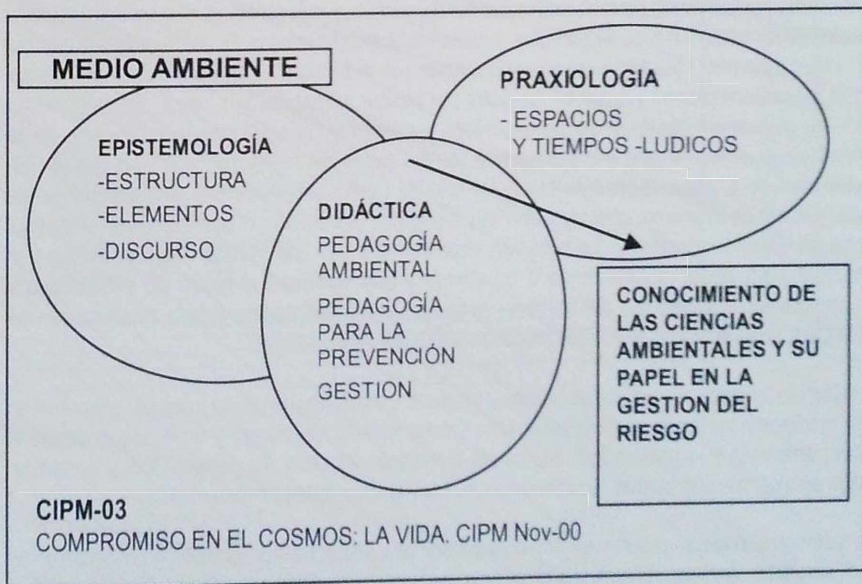 MEDIO AMBIENTE
EPISTEMOLOGÍA
-ESTRUCTURA
-ELEMENTOS
-DISCURSO
PRAXIOLOGIA
- ESPACIOS
Y TIEMPOS -LUDICOS
DIDÁCTICA
PEDAGOGÍA
AMBIENTAL
PEDAGOGÍA
PARA LA
PREVENCIÓN
GESTION
CONOCIMIENTO DE
LAS CIENCIAS
AMBIENTALES Y SU
PAPEL EN LA
GESTION DEL
RIESGO
CIPM-03
COMPROMISO EN EL COSMOS: LA VIDA. CIPM Nov-00